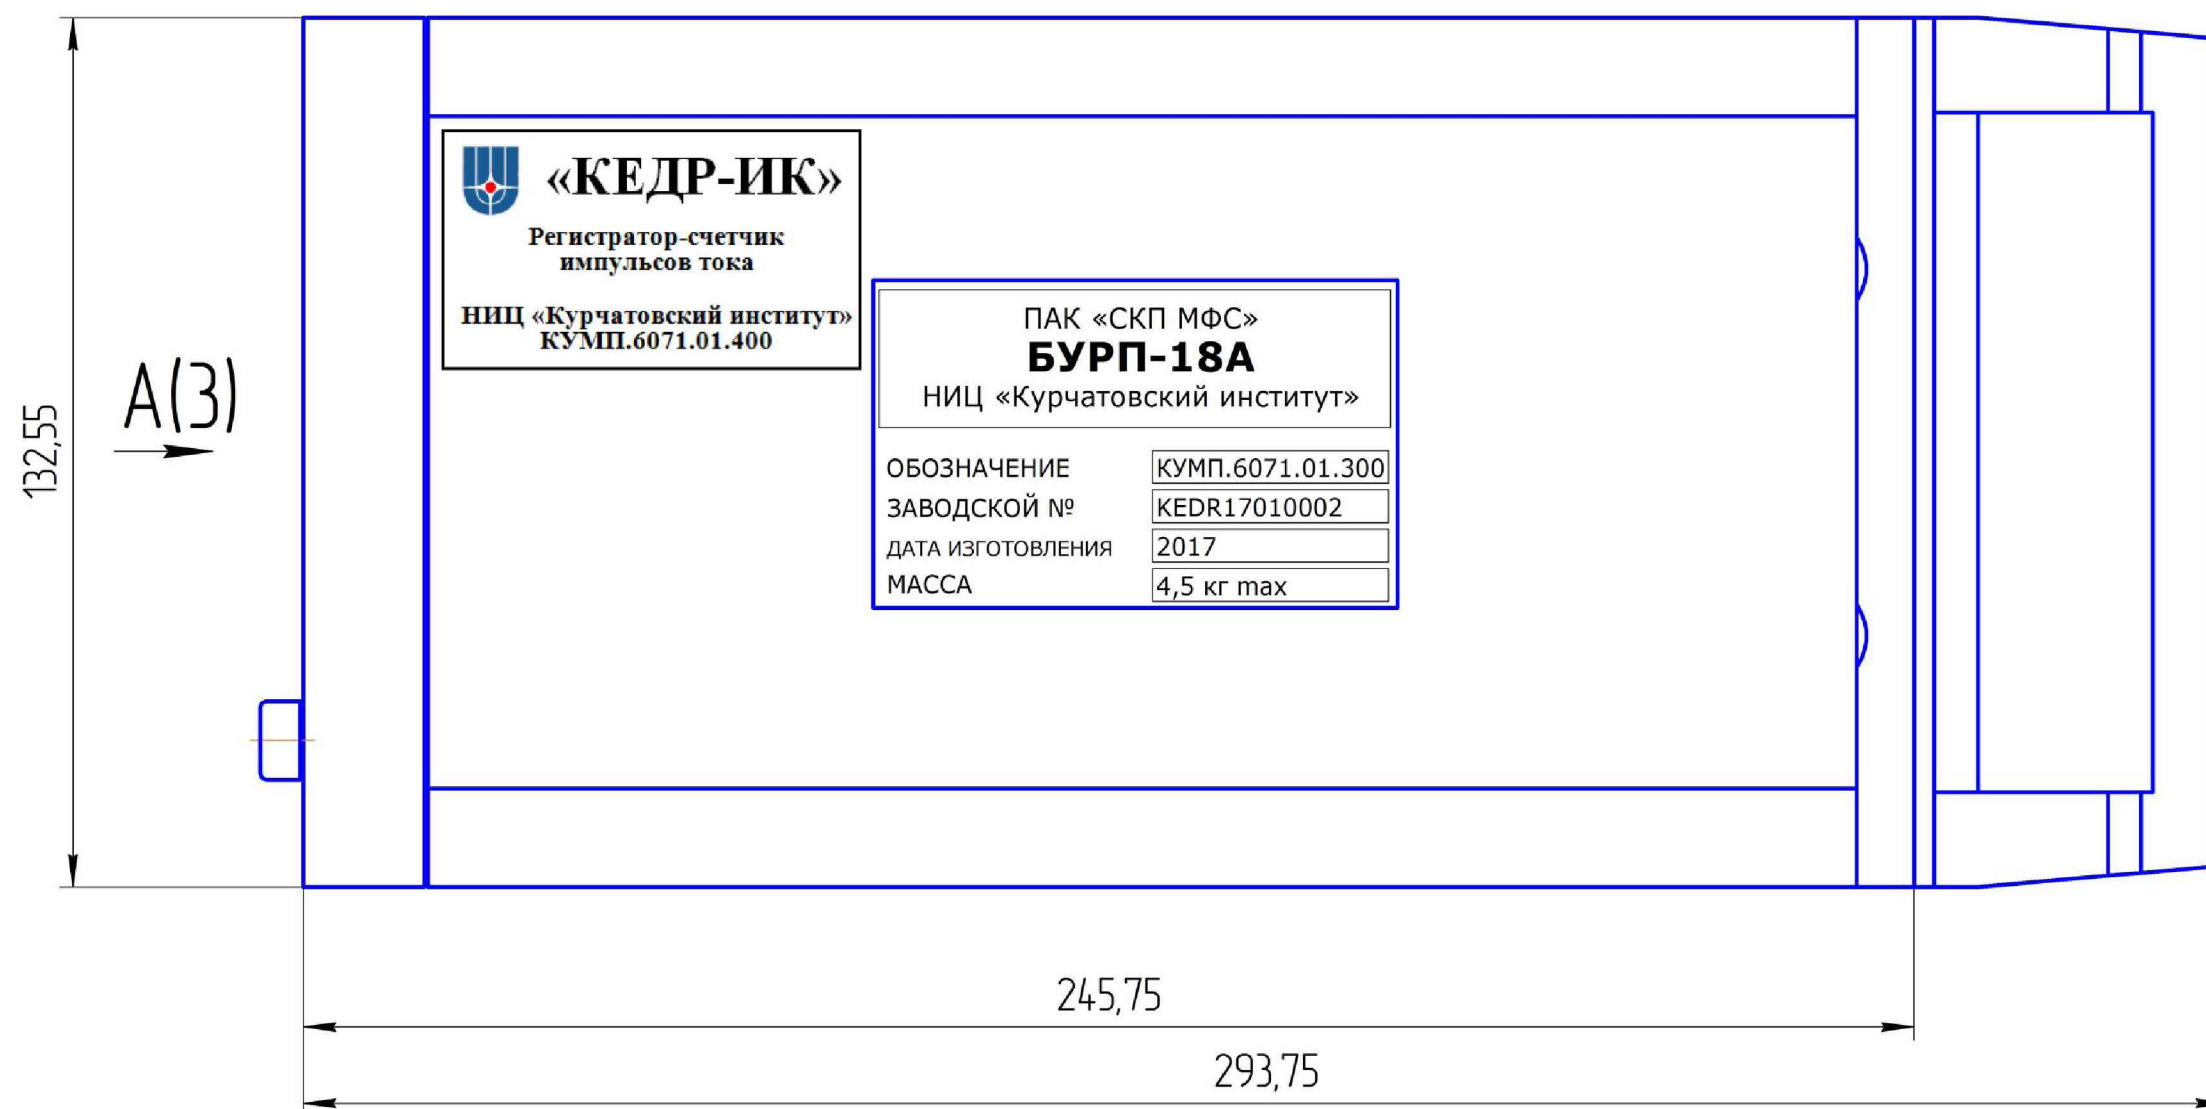 «КЕДР-ИК»
Регистратор-счетчик
импульсов тока
НИЦ «Курчатовский институт»
КУМП.6071.01.400
ПАК «СКП МФС»
БУРП-18А
НИЦ «Курчатовский институт»
ОБОЗНАЧЕНИЕ КУМП.6071.01.300
ЗАВОДСКОЙ № KEDR17010002
ДАТА ИЗГОТОВЛЕНИЯ 2017
МАССА 4,5 кг max
А(3)
132,55
245,75
293,75